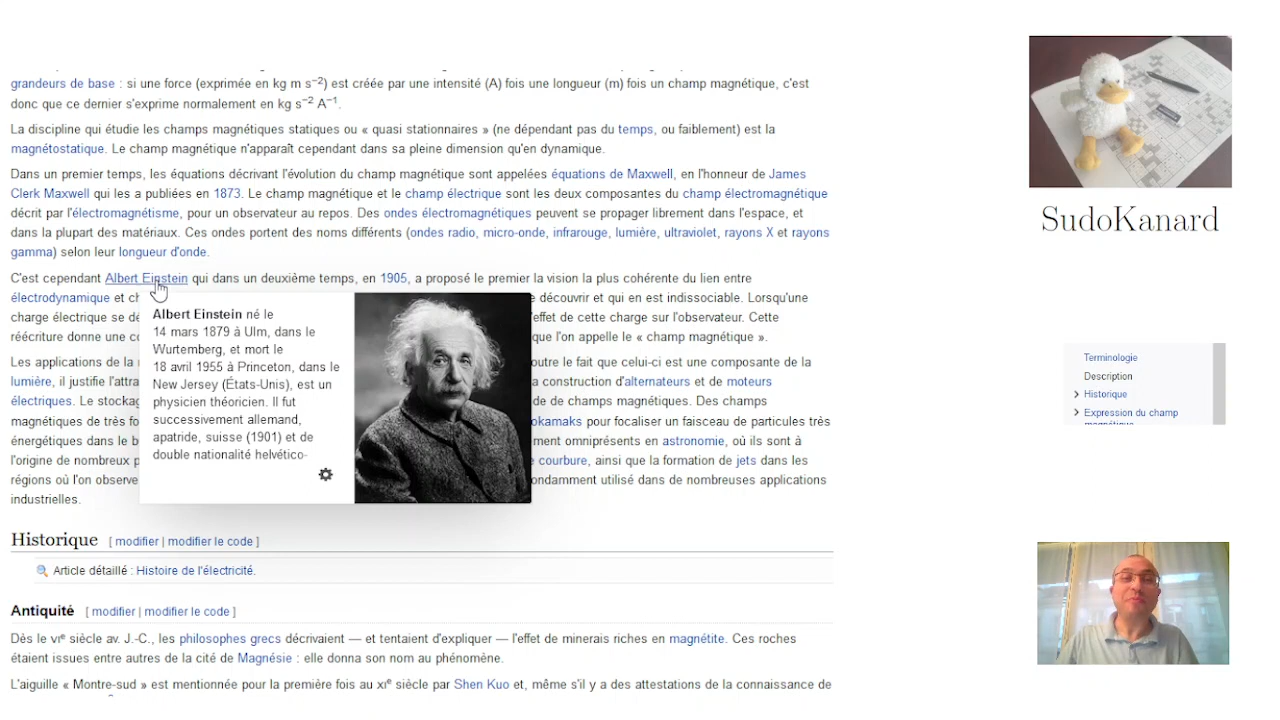 grandeurs de base : si une force (exprimée en kg m s−2) est créée par une intensité (A) fois une longueur (m) fois un champ magnétique, c'est
donc que ce dernier s'exprime normalement en kg s−2 A−1.
La discipline qui étudie les champs magnétiques statiques ou « quasi stationnaires » (ne dépendant pas du temps, ou faiblement) est la
magnétostatique. Le champ magnétique n'apparaît cependant dans sa pleine dimension qu'en dynamique.
Dans un premier temps, les équations décrivant l'évolution du champ magnétique sont appelées équations de Maxwell, en l'honneur de James
Clerk Maxwell qui les a publiées en 1873. Le champ magnétique et le champ électrique sont les deux composantes du champ électromagnétique
décrit par l'électromagnétisme, pour un observateur au repos. Des ondes électromagnétiques peuvent se propager librement dans l'espace, et
dans la plupart des matériaux. Ces ondes portent des noms différents (ondes radio, micro-onde, infrarouge, lumière, ultraviolet, rayons X et rayons
gamma) selon leur longueur d'onde.
C'est cependant Albert Einstein qui dans un deuxième temps, en 1905, a proposé le premier la vision la plus cohérente du lien entre
électrodynamique et ch découvrir et qui en est indissociable. Lorsqu'une
charge électrique se dé l'effet de cette charge sur l'observateur. Cette
réécriture donne une co que l'on appelle le « champ magnétique ».
Les applications de la outre le fait que celui-ci est une composante de la
lumière, il justifie l'attra a construction d'alternateurs et de moteurs
électriques. Le stockag de de champs magnétiques. Des champs
magnétiques de très fo okamaks pour focaliser un faisceau de particules très
énergétiques dans le b ment omniprésents en astronomie, où ils sont à
l'origine de nombreux p e courbure, ainsi que la formation de jets dans les
régions où l'on observe ondamment utilisé dans de nombreuses applications
industrielles.
Albert Einstein né le
14 mars 1879 à Ulm, dans le
Wurtemberg, et mort le
18 avril 1955 à Princeton, dans le
New Jersey (États-Unis), est un
physicien théoricien. Il fut
successivement allemand,
apatride, suisse (1901) et de
double nationalité helvético-
Historique [ modifier | modifier le code ]
Article détaillé : Histoire de l'électricité.
Antiquité [ modifier | modifier le code ]
Dès le VIe siècle av. J.-C., les philosophes grecs décrivaient — et tentaient d'expliquer — l'effet de minerais riches en magnétite. Ces roches
étaient issues entre autres de la cité de Magnésie : elle donna son nom au phénomène.
L'aiguille « Montre-sud » est mentionnée pour la première fois au XIe siècle par Shen Kuo et, même s'il y a des attestations de la connaissance de
SudoKanard
Terminologie
Description
Historique
Expression du champ
magnétique